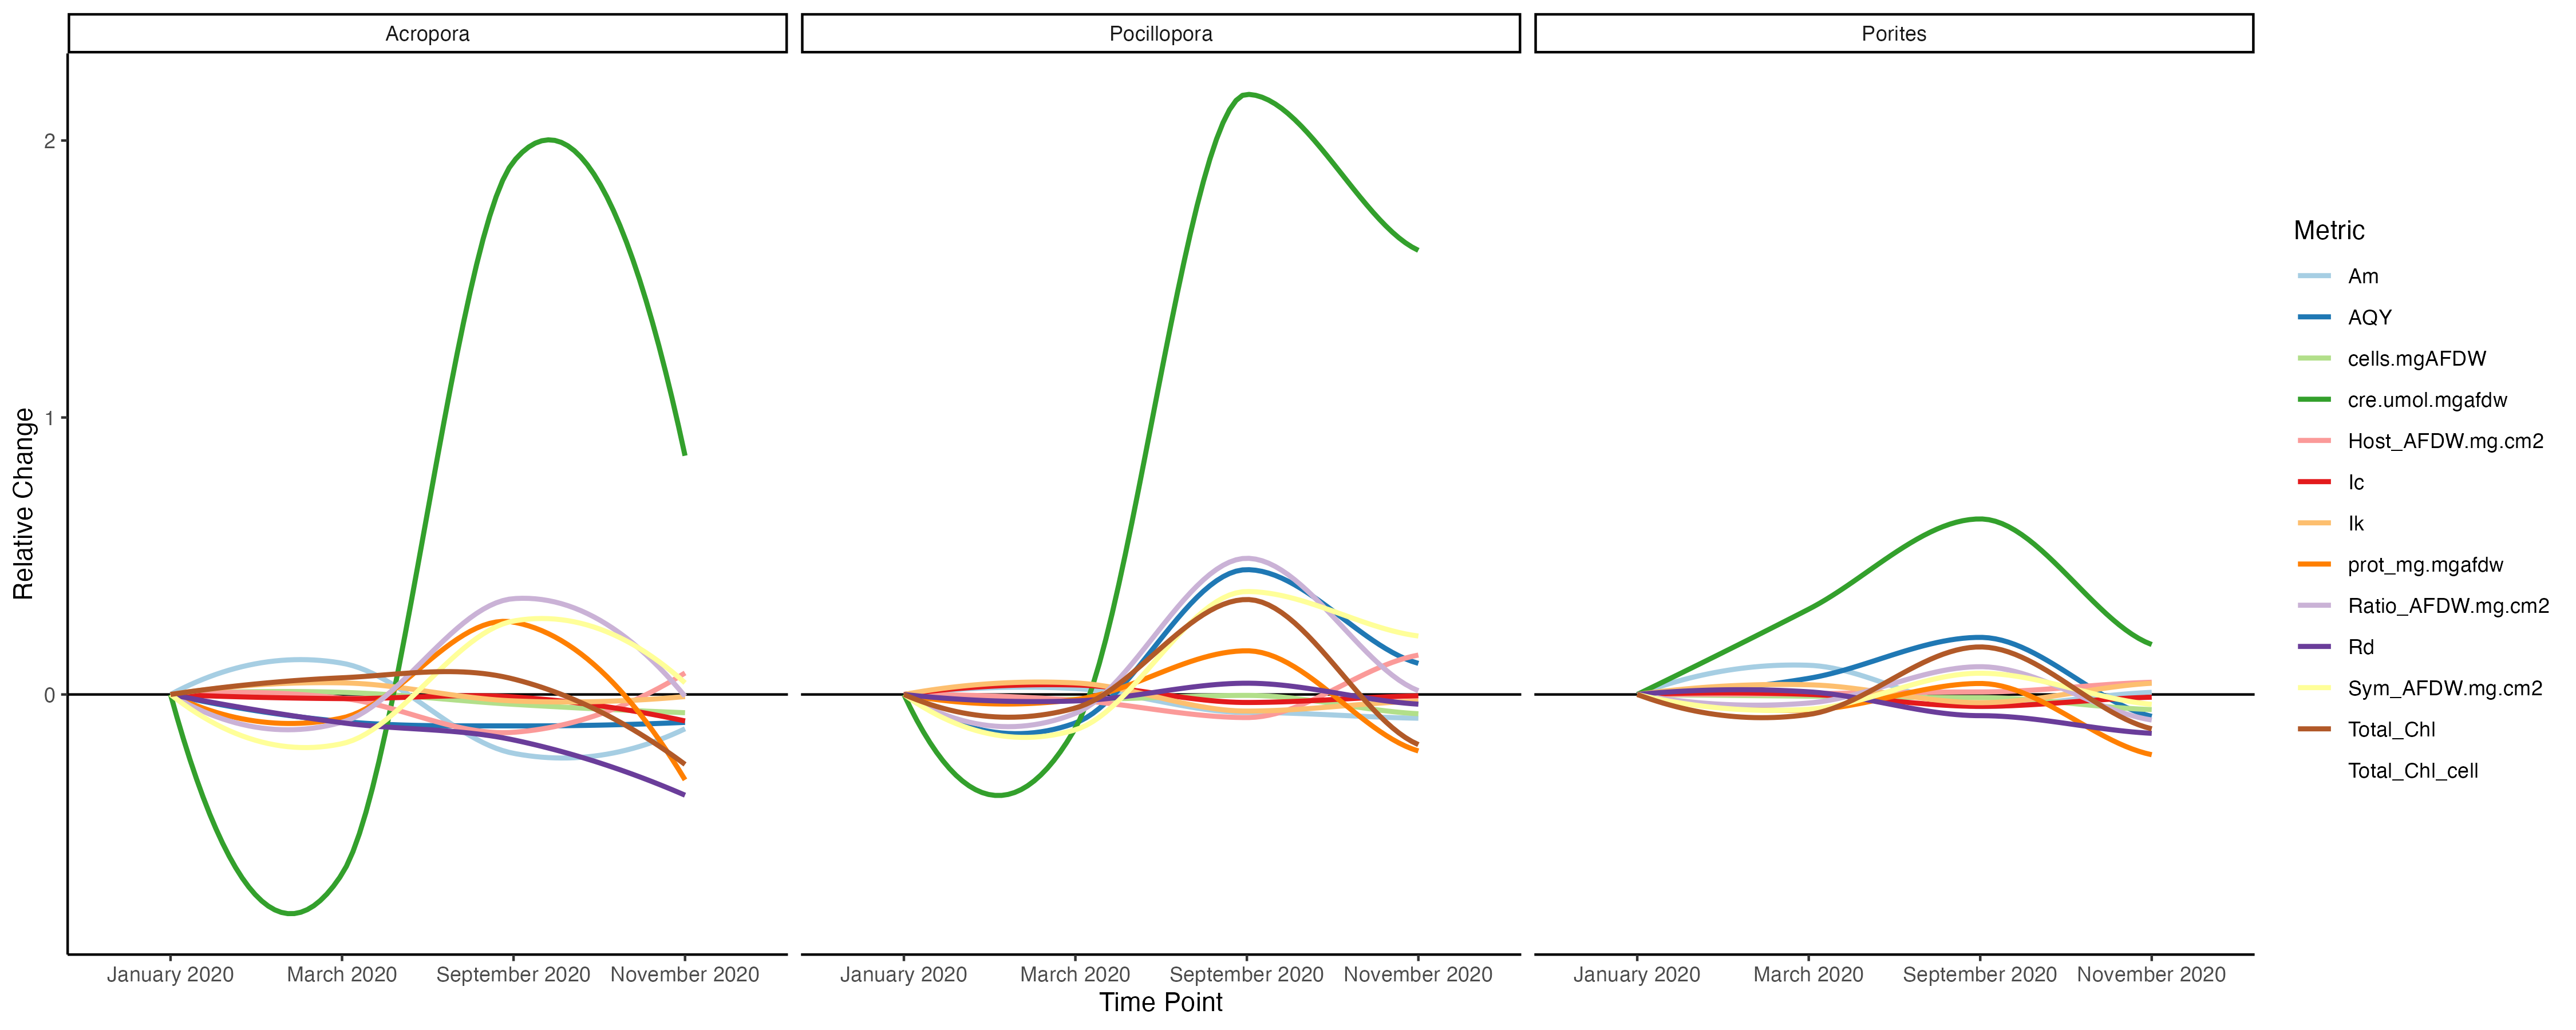 Acropora
Pocillopora
Porites
Relative Change
2
1
0
January 2020
March 2020
September 2020
November 2020
January 2020
March 2020
September 2020
November 2020
January 2020
March 2020
September 2020
November 2020
Time Point
Metric
Am
AQY
cells.mgAFDW
cre.umol.mgafdw
Host_AFDW.mg.cm2
Ic
Ik
prot_mg.mgafdw
Ratio_AFDW.mg.cm2
Rd
Sym_AFDW.mg.cm2
Total_Chl
Total_Chl_cell